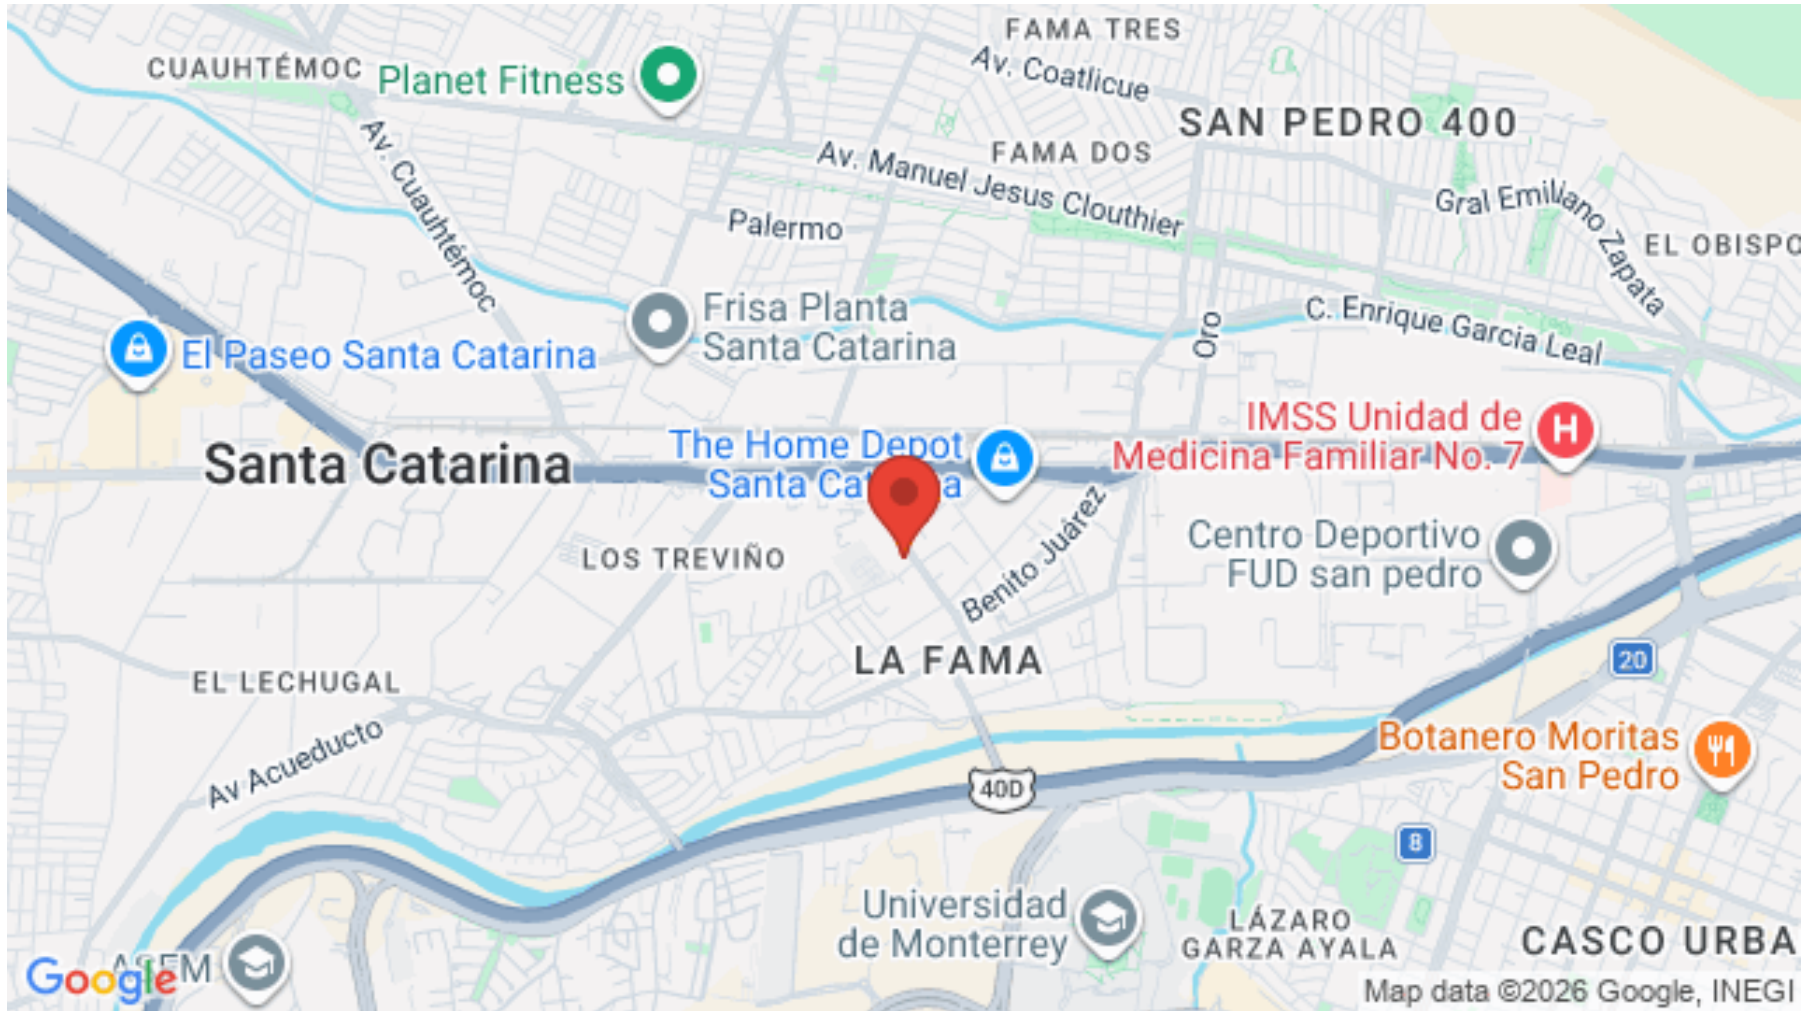 FAMA TRES
CUAUHTÉMOC
Planet Fitness
Av. Coatlicue
SAN PEDRO 400
Av. Cuauhtémoc
Av. Manuel Jesus Clouthier
FAMA DOS
Gral Emiliano Zapata
Palermo
EL OBISPO
Frisa Planta
Santa Catarina
C. Enrique Garcia Leal
Oro
El Paseo Santa Catarina
IMSS Unidad de
Medicina Familiar No. 7
The Home Depot
Santa Ca
a
Santa Catarina
Benito Juárez
Centro Deportivo
FUD san pedro
LOS TREVIÑO
LA FAMA
20
EL LECHUGAL
Av Acueducto
Botanero Moritas
San Pedro
40D
8
Universidad
de Monterrey
LÁZARO
GARZA AYALA
CASCO URBA
Google
Map data ©2026 Google, INEGI